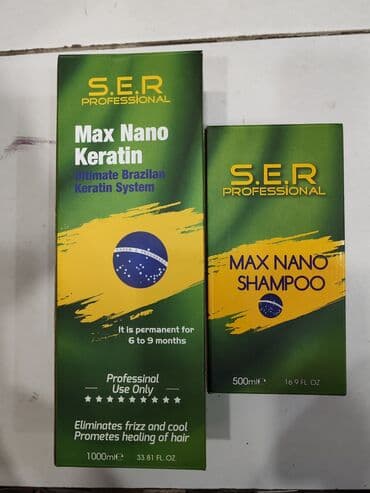 S.E.R
PROFESSIONAL
Max Nano
Keratin
Ultimate Brazilan
Keratin System
It is permanent for
6 to 9 months
Professinal
Use Only
★★★★★★★★★
Eliminates frizz and cool
Prometes healing of hair
1000ml℮ 33.81 FL. OZ
S.E.R
PROFESSIONAL
MAX NANO
SHAMPOO
500ml℮ 16.9 FL. OZ